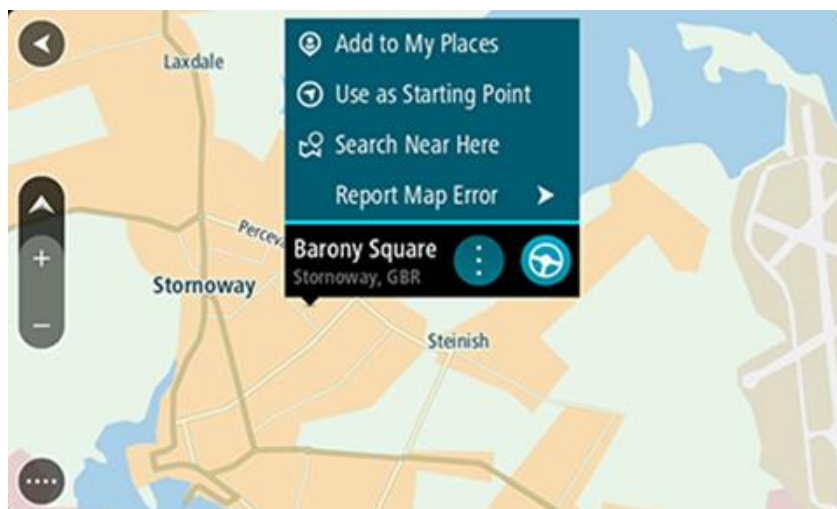 Laxdale
Add to My Places
Use as Starting Point
Search Near Here
Report Map Error
Barony Square
Stornoway, GBR
Stornoway
Steinish